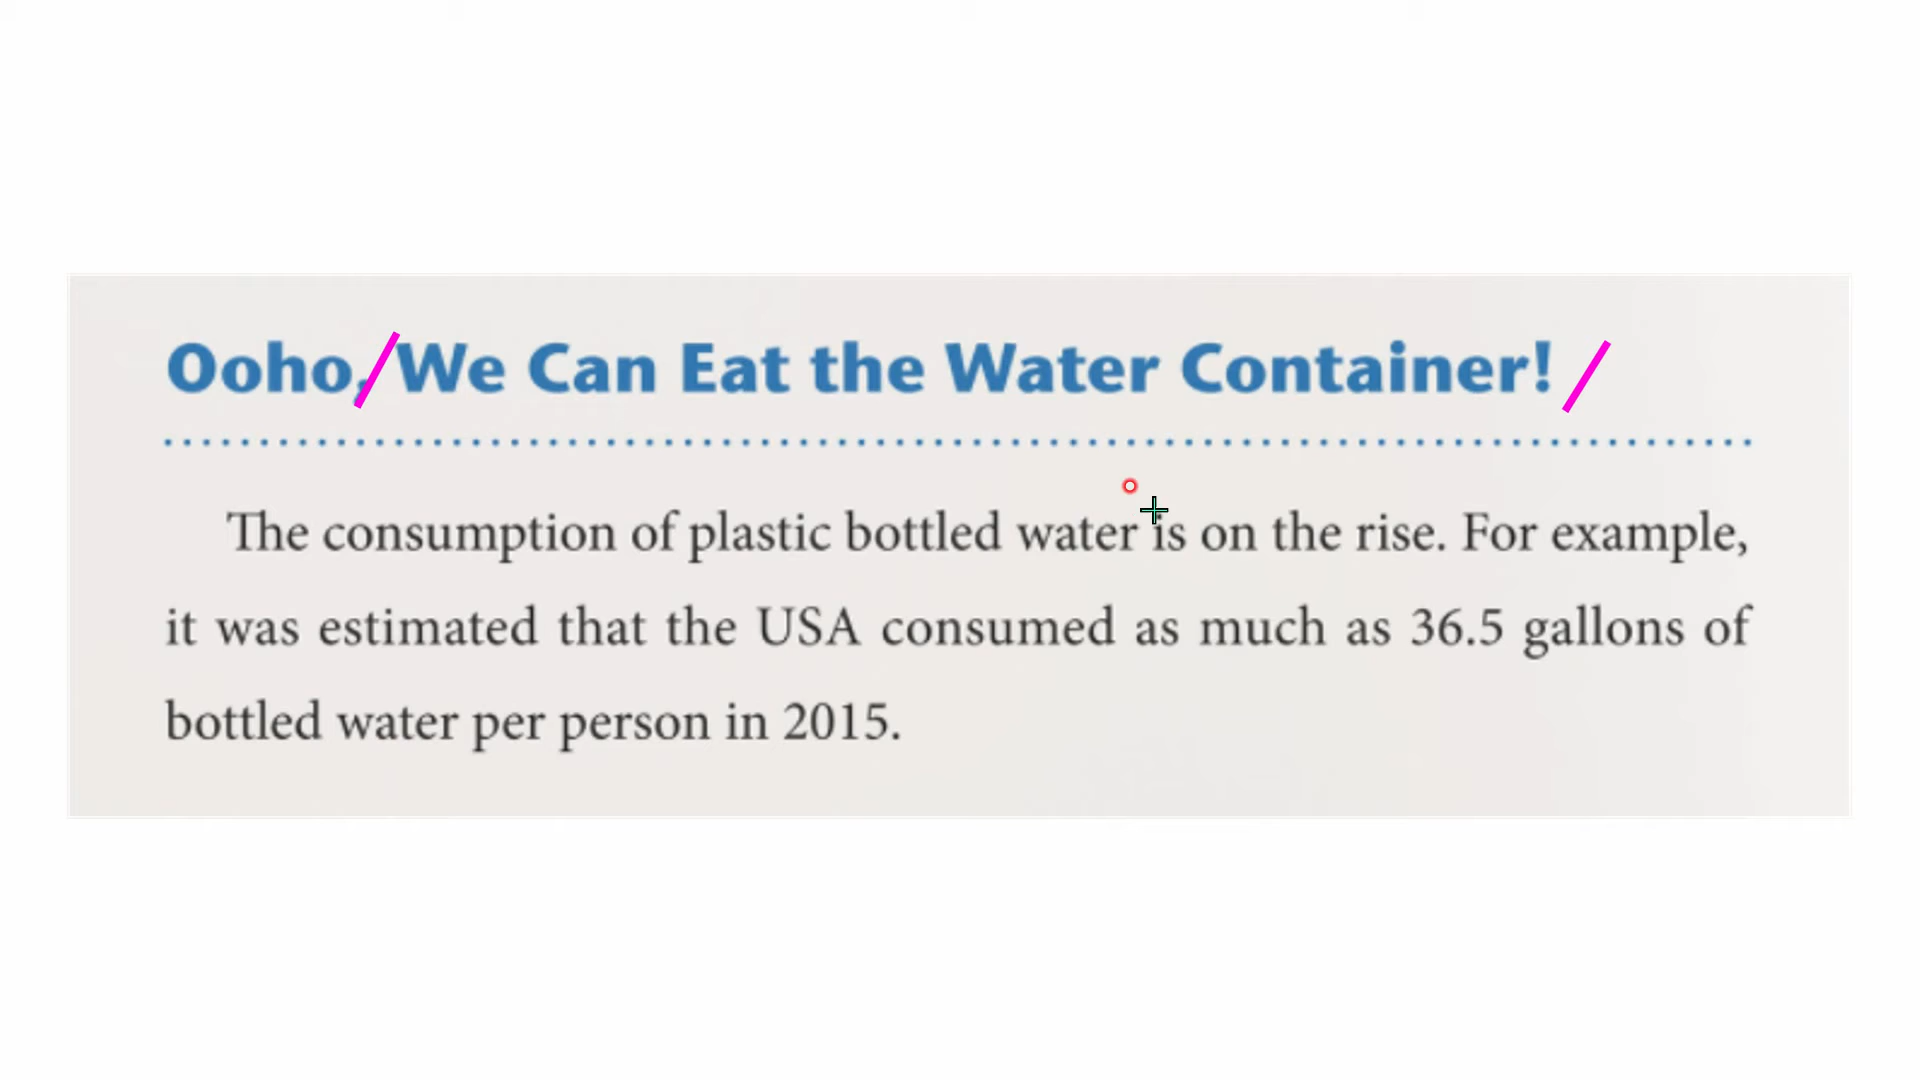 Ooho, We Can Eat the Water Container!
The consumption of plastic bottled water is on the rise. For example,
it was estimated that the USA consumed as much as 36.5 gallons of
bottled water per person in 2015.